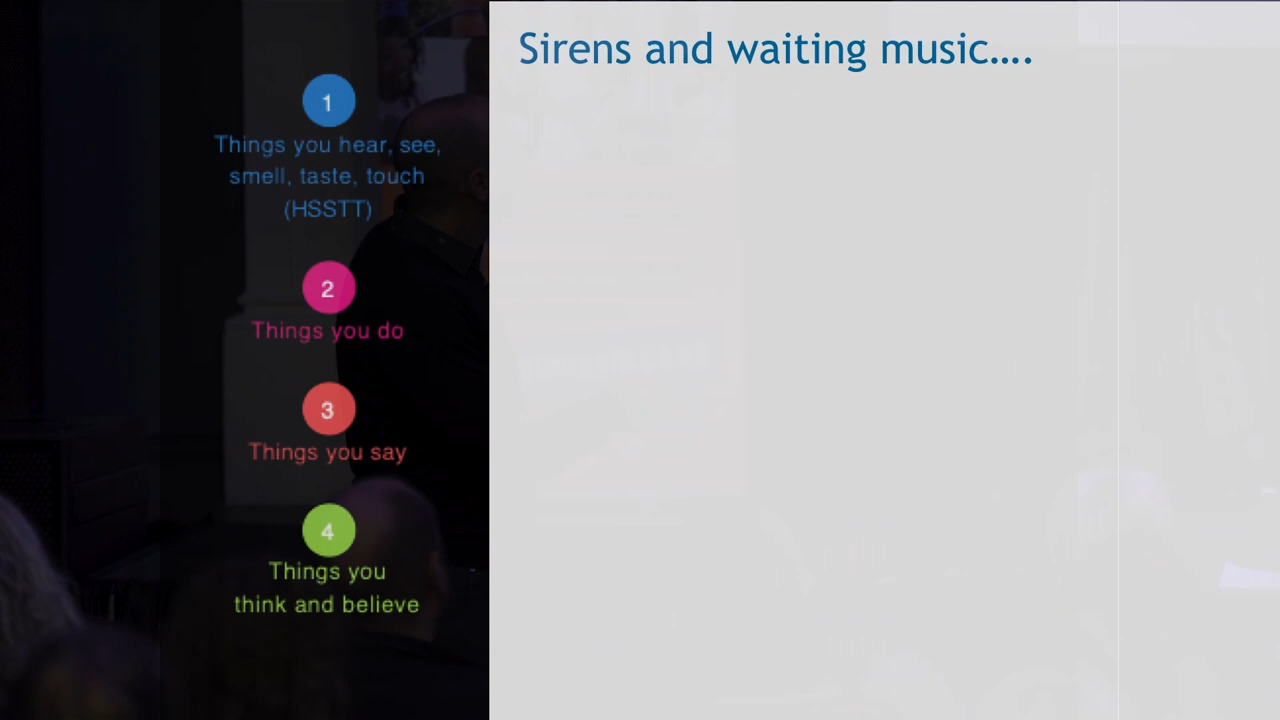 Sirens and waiting music....
1
Things you hear, see,
smell, taste, touch
(HSSTT)
2
Things you do
3
Things you say
4
Things you
think and believe